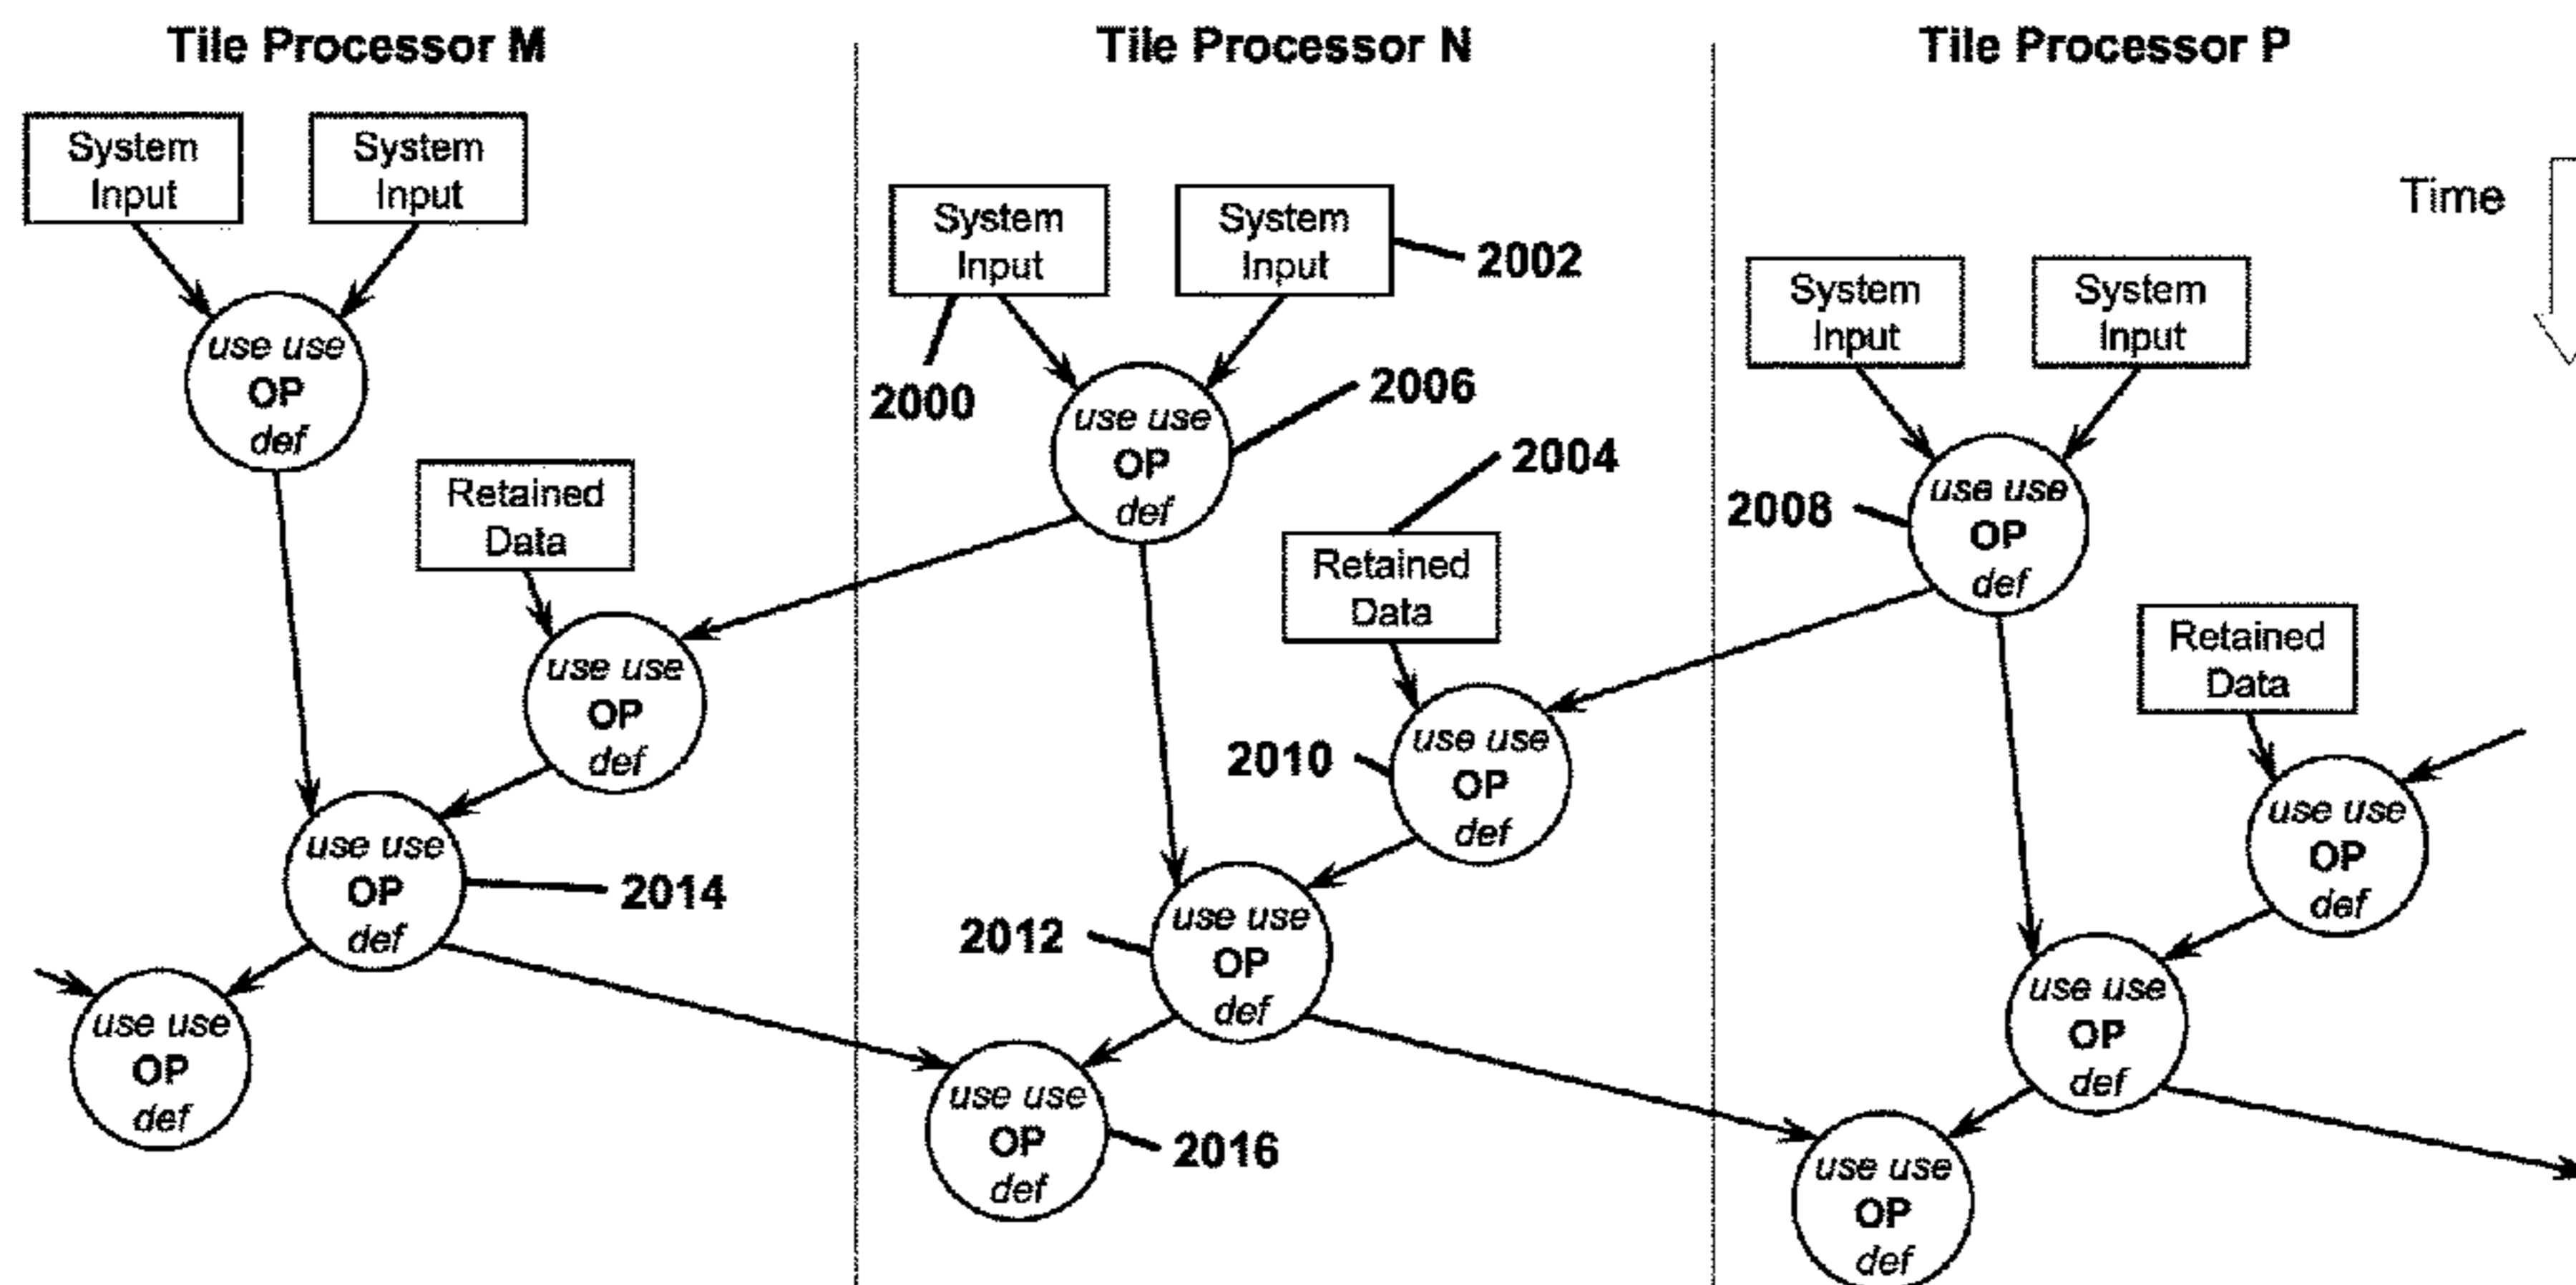 Tile Processor M
Tile Processor N
Tile Processor P
System
Input
System
Input
use use
OP
def
Retained
Data
use use
OP
def
use use
OP
def
2014
use use
OP
def
System
Input
System
Input
2002
2000
use use
OP
def
2006
2004
Retained
Data
2010
use use
OP
def
2012
use use
OP
def
use use
OP
def
2016
Time
System
Input
System
Input
2008
use use
OP
def
Retained
Data
use use
OP
def
use use
OP
def
use use
OP
def